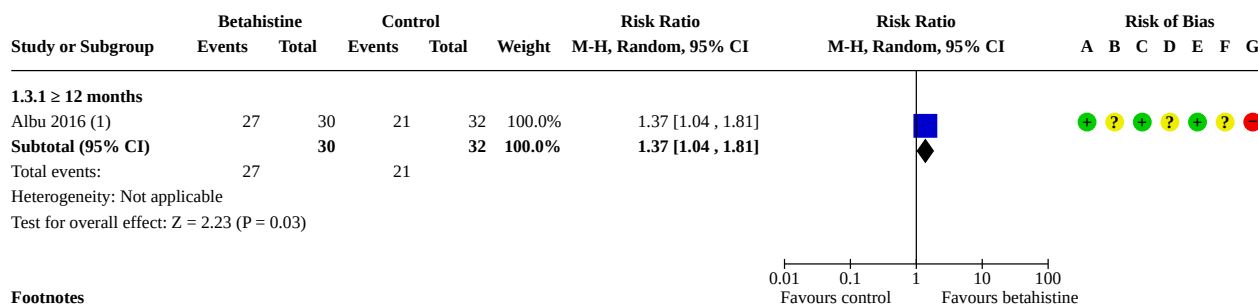 Betahistine Control Risk Ratio Risk Ratio Risk of Bias
Study or Subgroup Events Total Events Total Weight M-H, Random, 95% CI M-H, Random, 95% CI A B C D E F G
1.3.1 ≥ 12 months
Albu 2016 (1) 27 30 21 32 100.0% 1.37 [1.04 , 1.81] + ? + ? + ? −
Subtotal (95% CI) 30 32 100.0% 1.37 [1.04 , 1.81]
Total events: 27 21
Heterogeneity: Not applicable
Test for overall effect: Z = 2.23 (P = 0.03)
0.01 0.1 1 10 100
Footnotes Favours control Favours betahistine